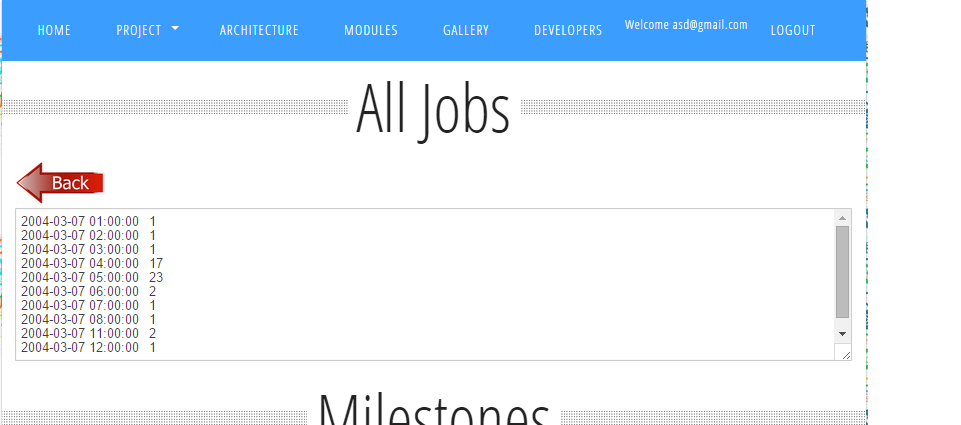 HOME PROJECT ARCHITECTURE MODULES GALLERY DEVELOPERS Welcome asd@gmail.com LOGOUT
All Jobs
Back
2004-03-07 01:00:00 1
2004-03-07 02:00:00 1
2004-03-07 03:00:00 1
2004-03-07 04:00:00 17
2004-03-07 05:00:00 23
2004-03-07 06:00:00 2
2004-03-07 07:00:00 1
2004-03-07 08:00:00 1
2004-03-07 11:00:00 2
2004-03-07 12:00:00 1
Milestones